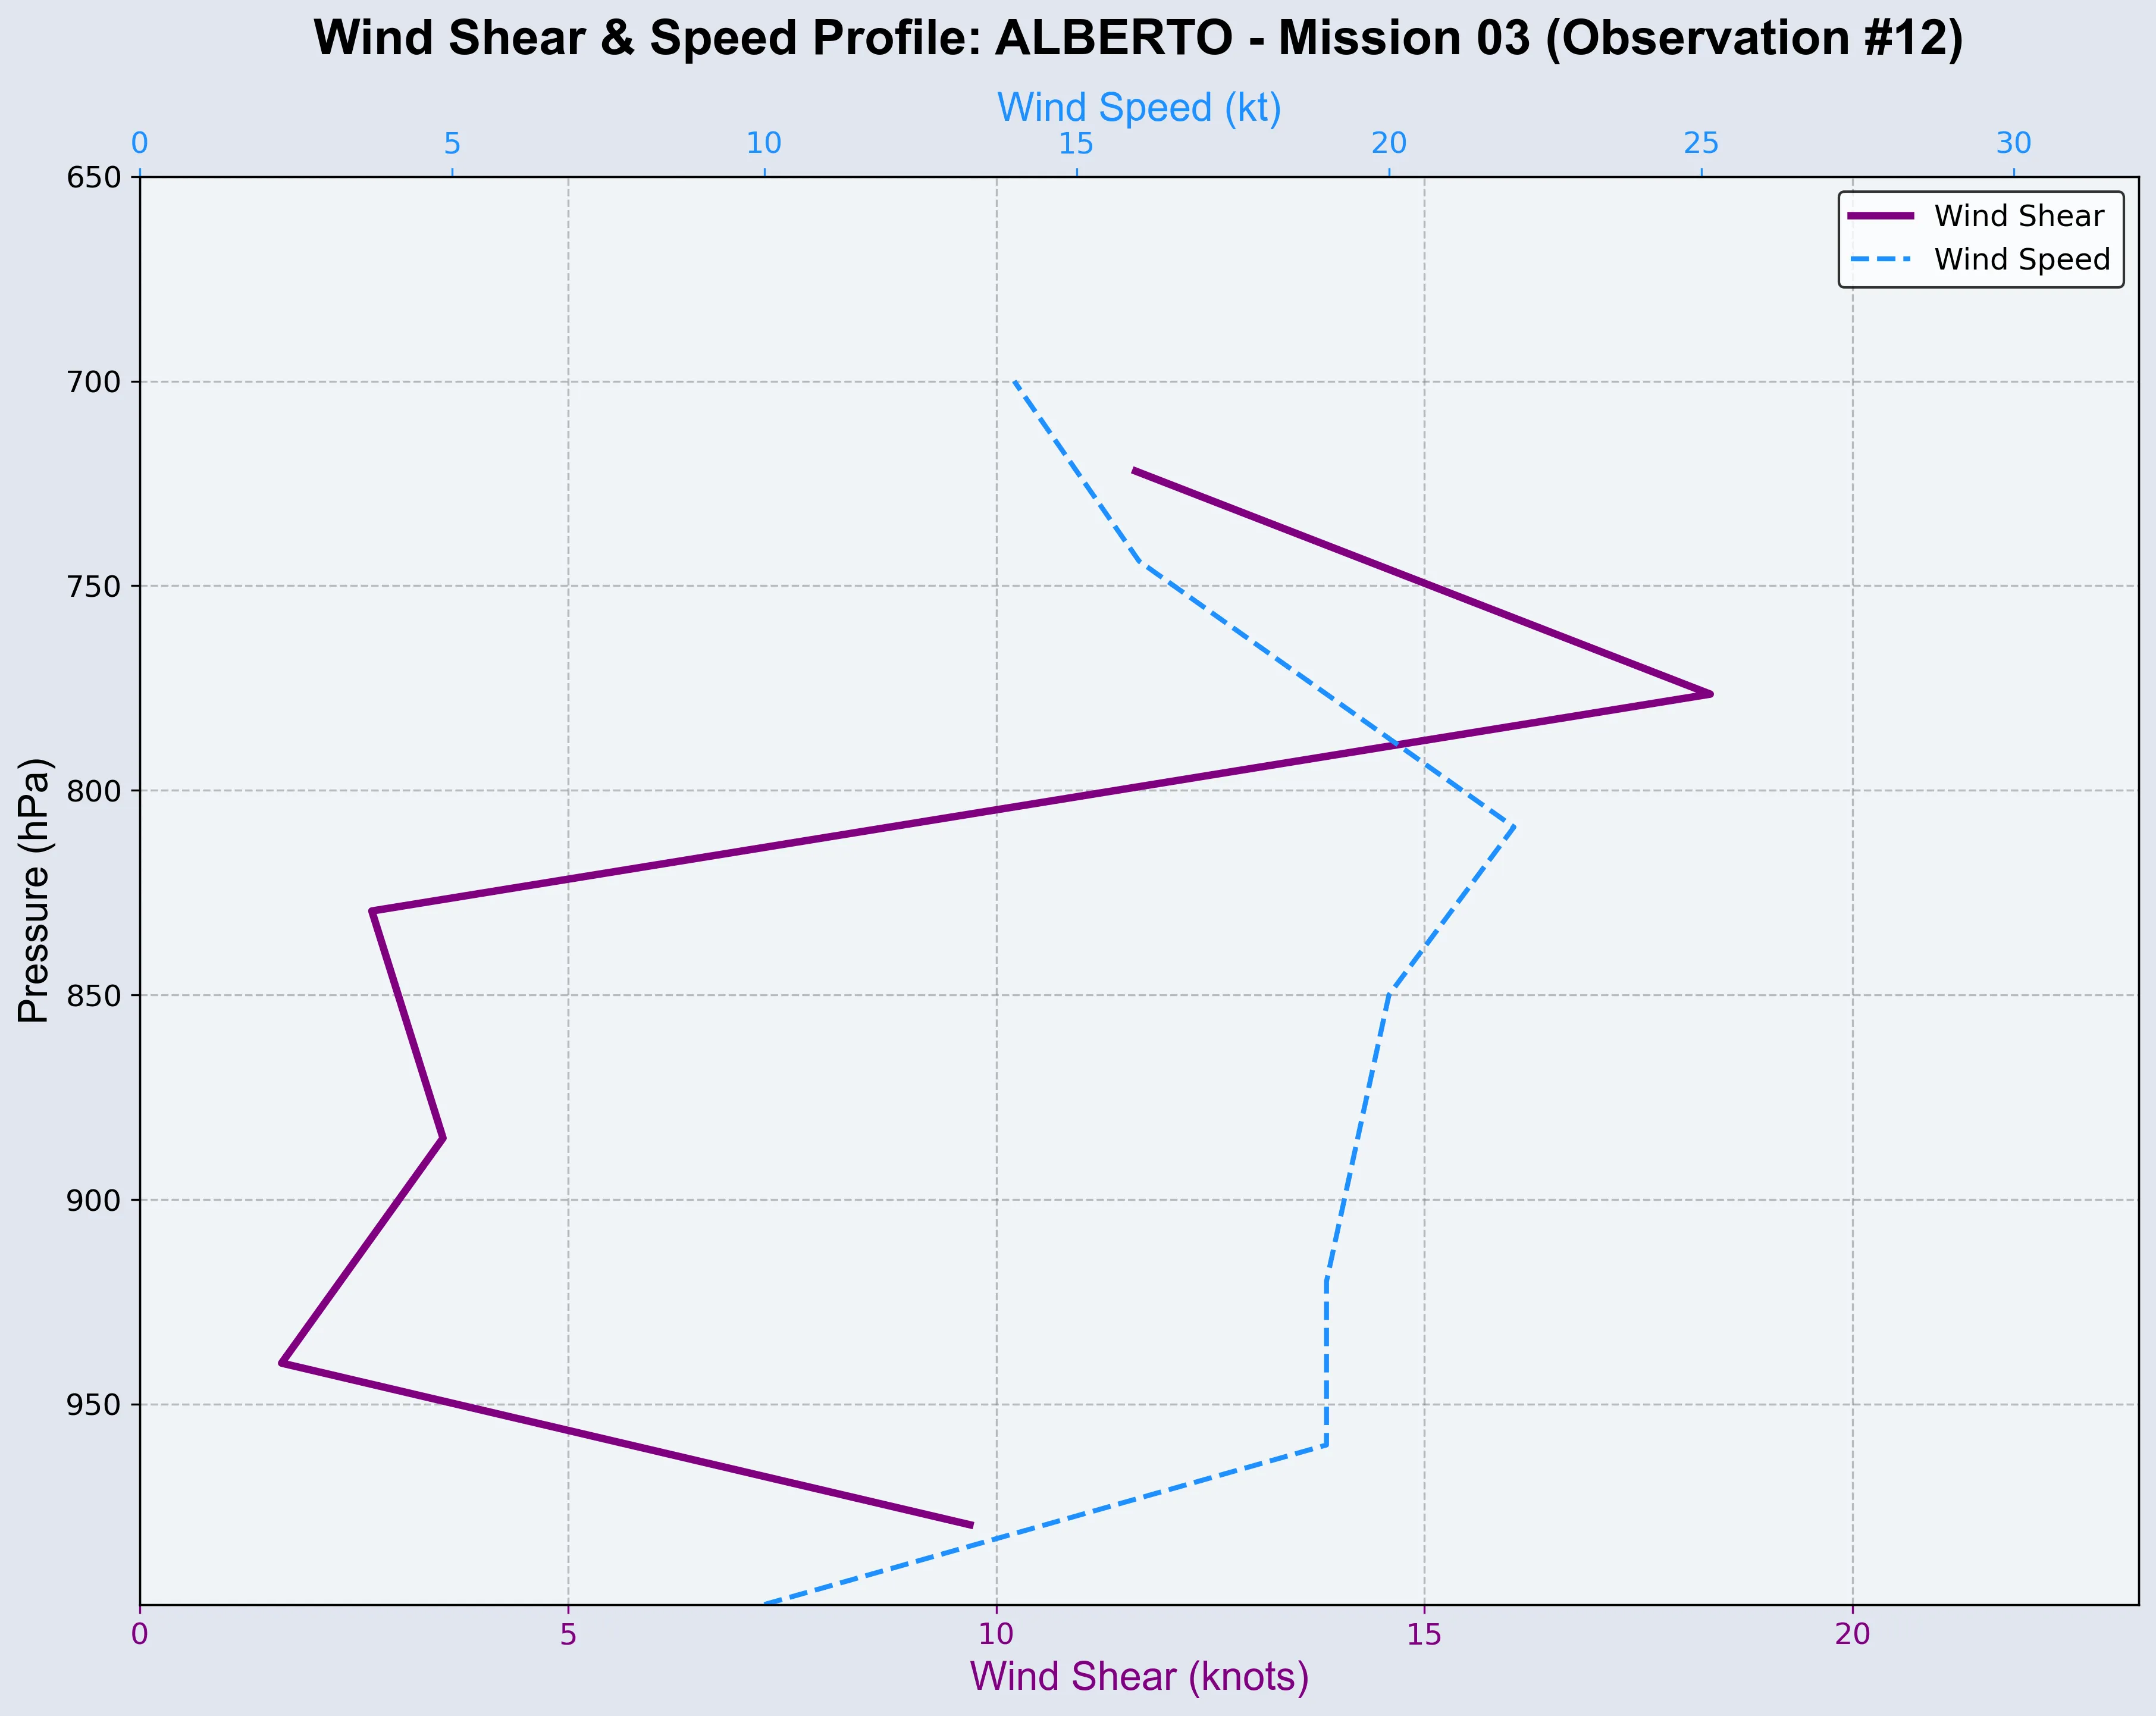 Wind Shear & Speed Profile: ALBERTO - Mission 03 (Observation #12)
Wind Speed (kt)
0 5 10 15 20 25 30
Wind Shear
Wind Speed
Pressure (hPa)
650
700
750
800
850
900
950
0 5 10 15 20
Wind Shear (knots)